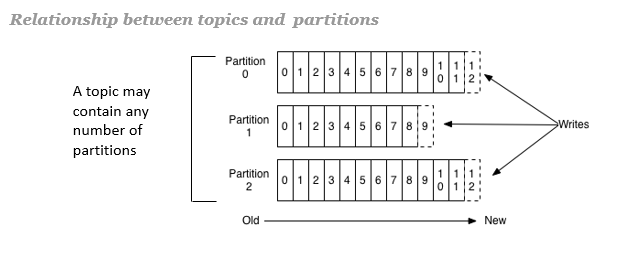 Relationship between topics and partitions
A topic may
contain any
number of
partitions
Partition
0
0 1 2 3 4 5 6 7 8 9 10 11 12
Partition
1
0 1 2 3 4 5 6 7 8 9
Partition
2
0 1 2 3 4 5 6 7 8 9 10 11 12
Writes
Old
New